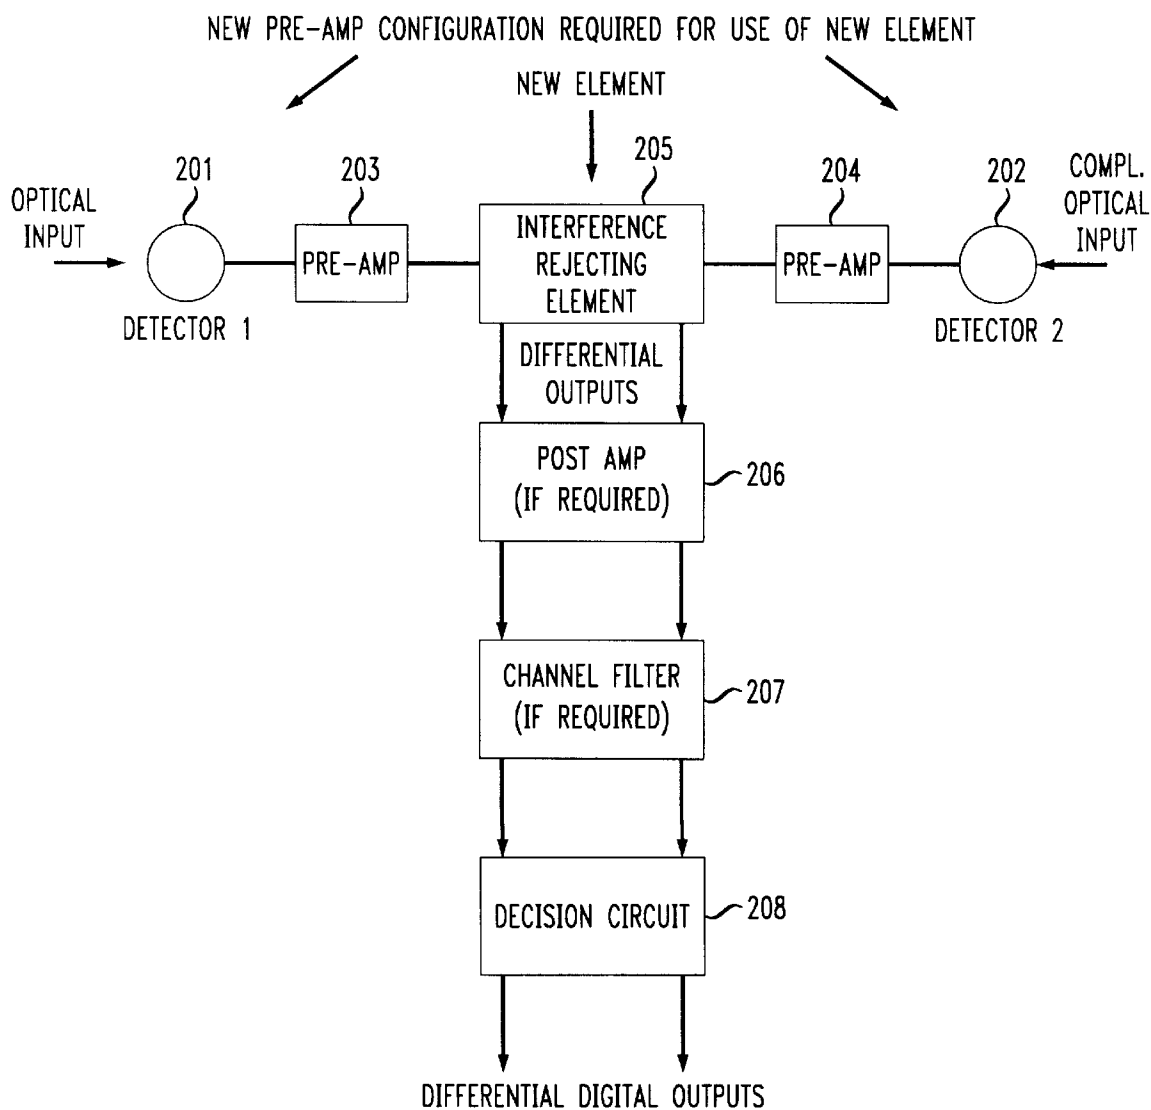 NEW PRE-AMP CONFIGURATION REQUIRED FOR USE OF NEW ELEMENT
NEW ELEMENT
201
203
205
204
202
COMPL.
OPTICAL
INPUT
OPTICAL
INPUT
PRE-AMP
INTERFERENCE
REJECTING
ELEMENT
PRE-AMP
DETECTOR 1
DETECTOR 2
DIFFERENTIAL
OUTPUTS
POST AMP
(IF REQUIRED)
206
CHANNEL FILTER
(IF REQUIRED)
207
DECISION CIRCUIT
208
DIFFERENTIAL DIGITAL OUTPUTS